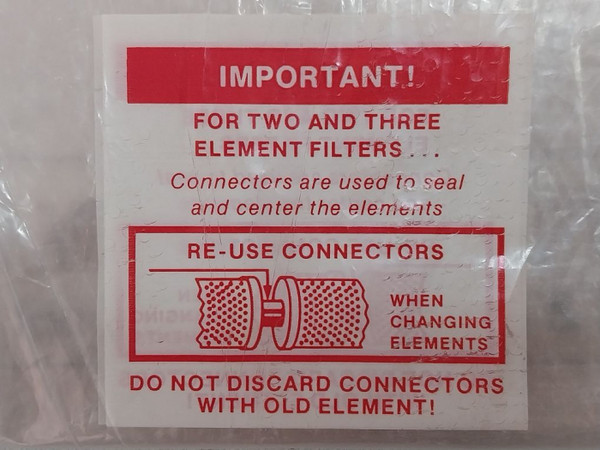 IMPORTANT!
FOR TWO AND THREE
ELEMENT FILTERS...
Connectors are used to seal
and center the elements
RE-USE CONNECTORS
WHEN
CHANGING
ELEMENTS
DO NOT DISCARD CONNECTORS
WITH OLD ELEMENT!